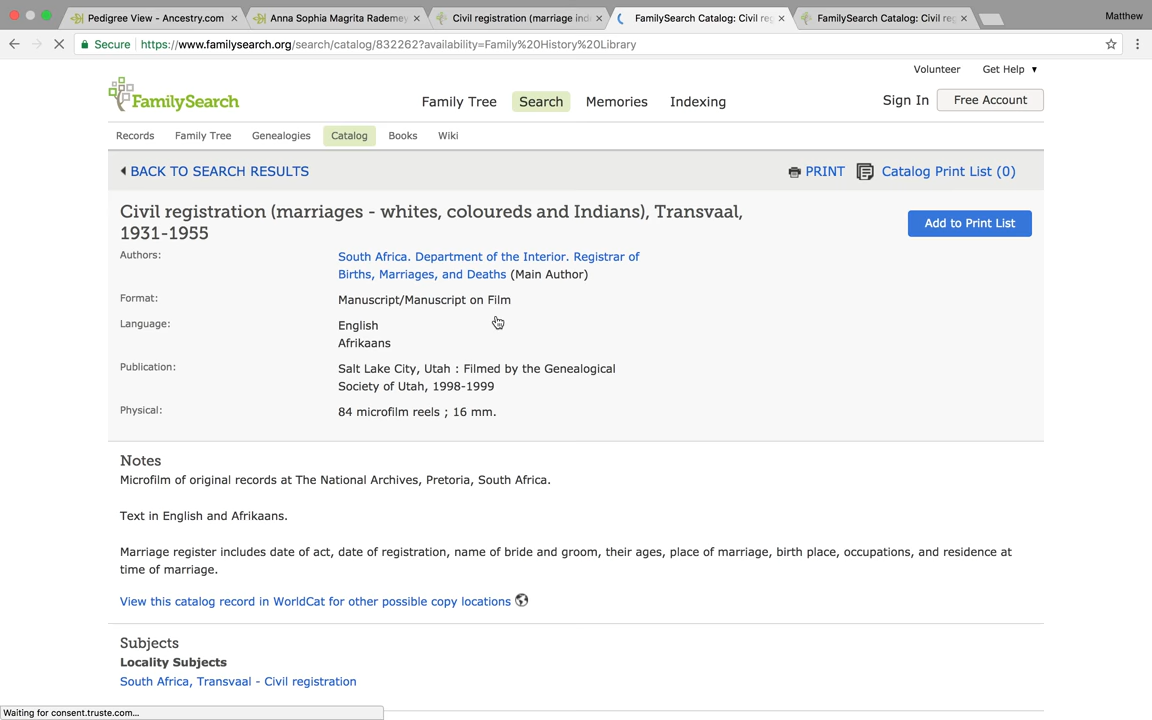 Pedigree View - Ancestry.com
Anna Sophia Magrita Rademey
Civil registration (marriage ind
FamilySearch Catalog: Civil re
FamilySearch Catalog: Civil re
Matthew
Secure https://www.familysearch.org/search/catalog/832262?availability=Family%20History%20Library
Volunteer Get Help
FamilySearch
Family Tree Search Memories Indexing
Sign In Free Account
Records Family Tree Genealogies Catalog Books Wiki
BACK TO SEARCH RESULTS
PRINT Catalog Print List (0)
Civil registration (marriages - whites, coloureds and Indians), Transvaal,
1931-1955
Add to Print List
Authors: South Africa. Department of the Interior. Registrar of
Births, Marriages, and Deaths (Main Author)
Format: Manuscript/Manuscript on Film
Language: English
Afrikaans
Publication: Salt Lake City, Utah : Filmed by the Genealogical
Society of Utah, 1998-1999
Physical: 84 microfilm reels ; 16 mm.
Notes
Microfilm of original records at The National Archives, Pretoria, South Africa.
Text in English and Afrikaans.
Marriage register includes date of act, date of registration, name of bride and groom, their ages, place of marriage, birth place, occupations, and residence at
time of marriage.
View this catalog record in WorldCat for other possible copy locations
Subjects
Locality Subjects
South Africa, Transvaal - Civil registration
Waiting for consent.truste.com...